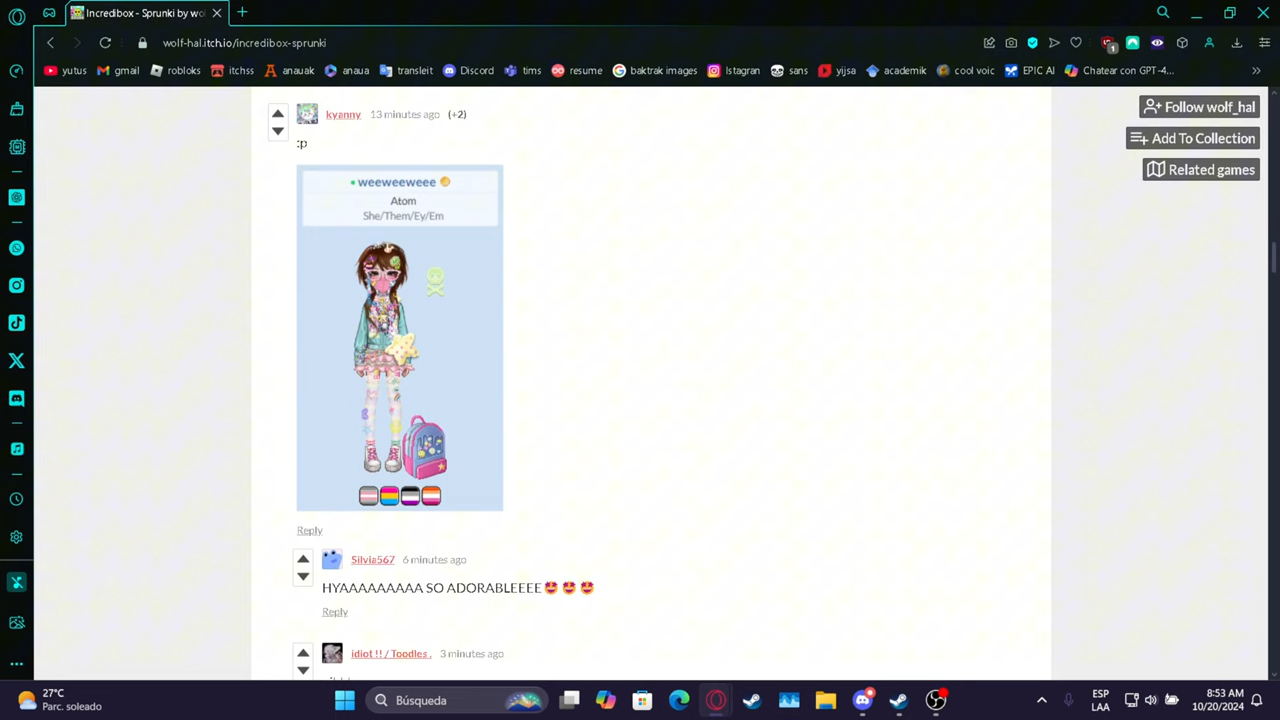 Incredibox - Sprunki by wol
wolf-hal.itch.io/incredibox-sprunki
1
yutus
gmail
robloks
itchss
anauak
anaua
transleit
Discord
tims
resume
baktrak images
Istagran
sans
yijsa
academik
cool voic
EPIC AI
Chatear con GPT-4...
Follow wolf_hal
Add To Collection
Related games
kyanny 13 minutes ago (+2)
:p
weeweeweee
Atom
She/Them/Ey/Em
Reply
Silvia567 6 minutes ago
HYAAAAAAAAA SO ADORABLEEEE 🤩 🤩 🤩
Reply
idiot !! / Toodles . 3 minutes ago
27°C
Parc. soleado
Búsqueda
ESP
LAA
8:53 AM
10/20/2024